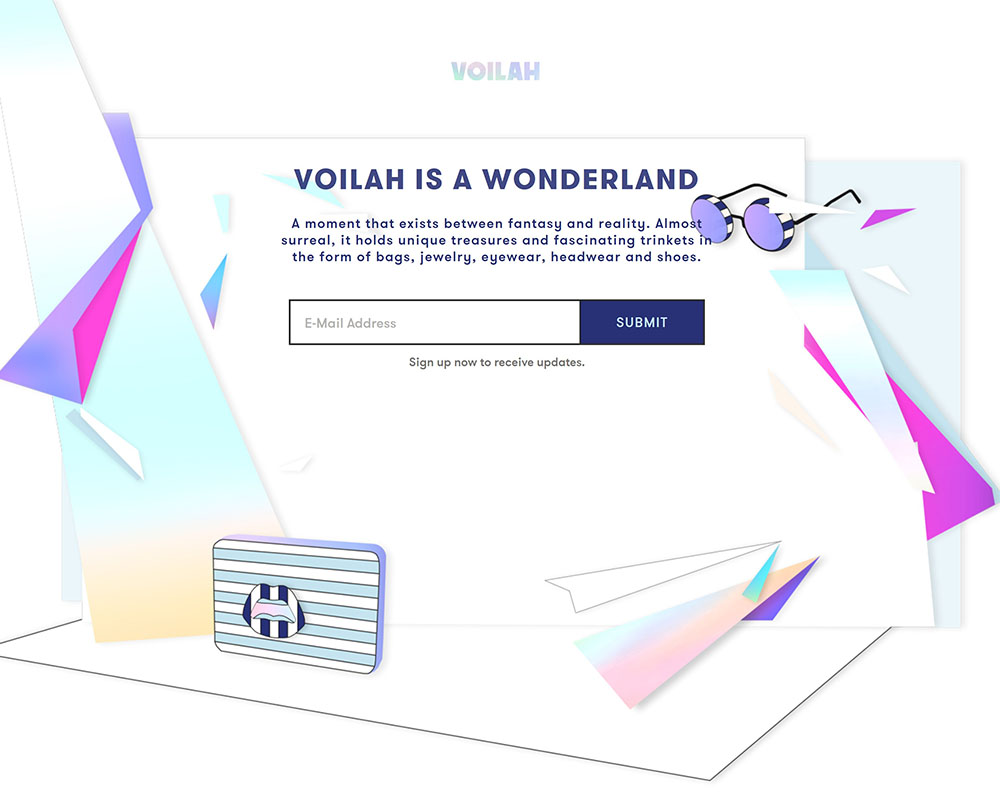 VOILAH
VOILAH IS A WONDERLAND
A moment that exists between fantasy and reality. Almost
surreal, it holds unique treasures and fascinating trinkets in
the form of bags, jewelry, eyewear, headwear and shoes.
E-Mail Address
SUBMIT
Sign up now to receive updates.